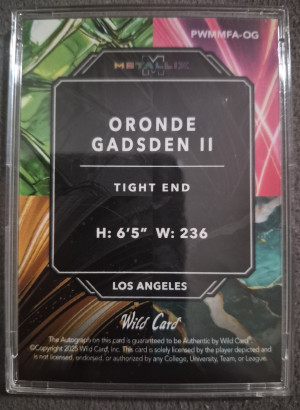 PWMMFA-OG
METALLIX
ORONDE
GADSDEN II
TIGHT END
H: 6'5" W: 236
LOS ANGELES
Wild Card
The Autograph on this card is guaranteed to be Authentic by Wild Card®
©Copyright 2025 Wild Card, Inc. This card is solely licensed by the player depicted and
is not licensed, endorsed, or authorized by any College, University, Team, or League.